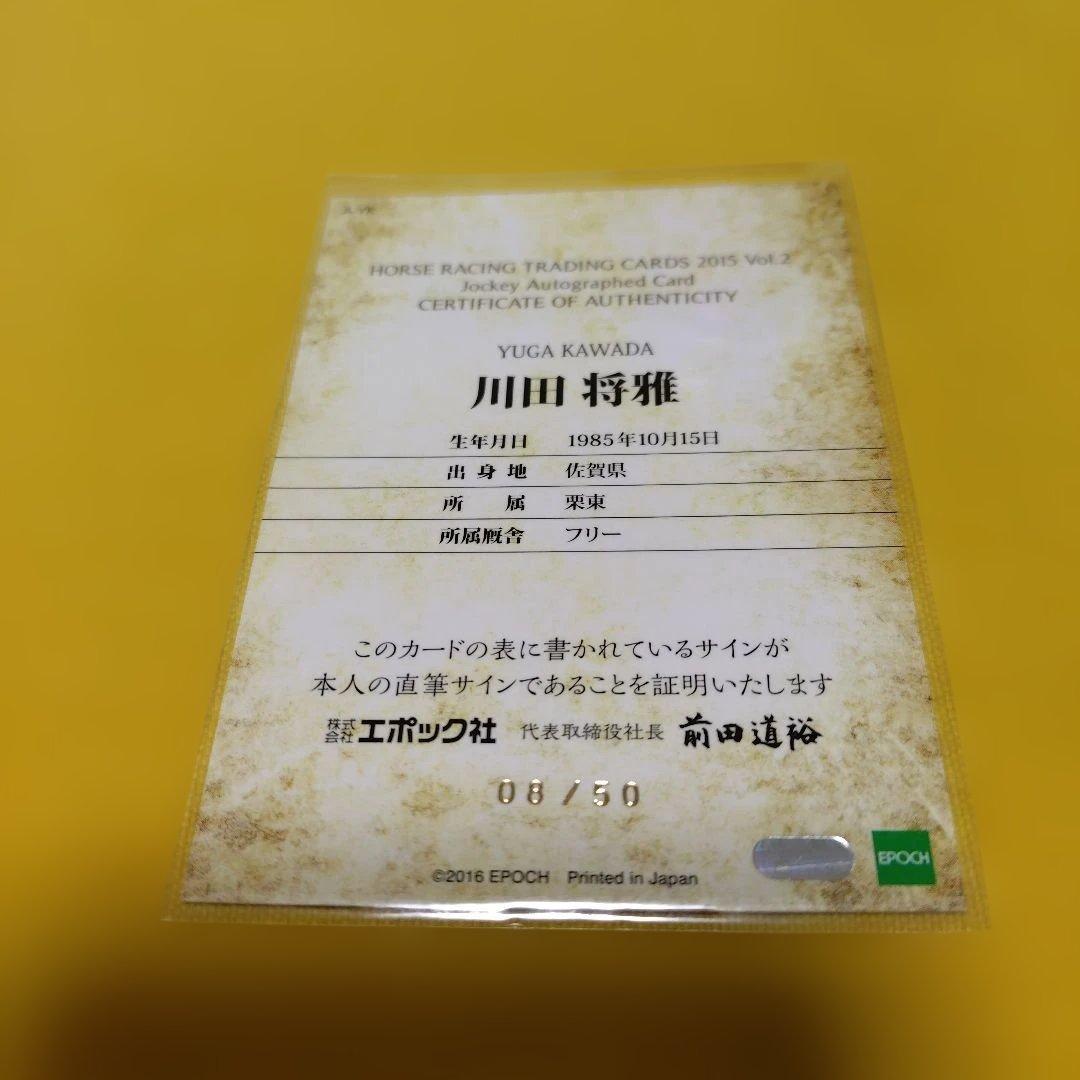 HORSE RACING TRADING CARDS 2015 Vol.2
Jockey Autographed Card
CERTIFICATE OF AUTHENTICITY
YUGA KAWADA
川田 将雅
生年月日 1985年10月15日
出身地 佐賀県
所属 栗東
所属厩舎 フリー
このカードの表に書かれているサインが
本人の直筆サインであることを証明いたします
株式会社エポック社 代表取締役社長 前田道裕
08/50
EPOCH
©2016 EPOCH Printed in Japan